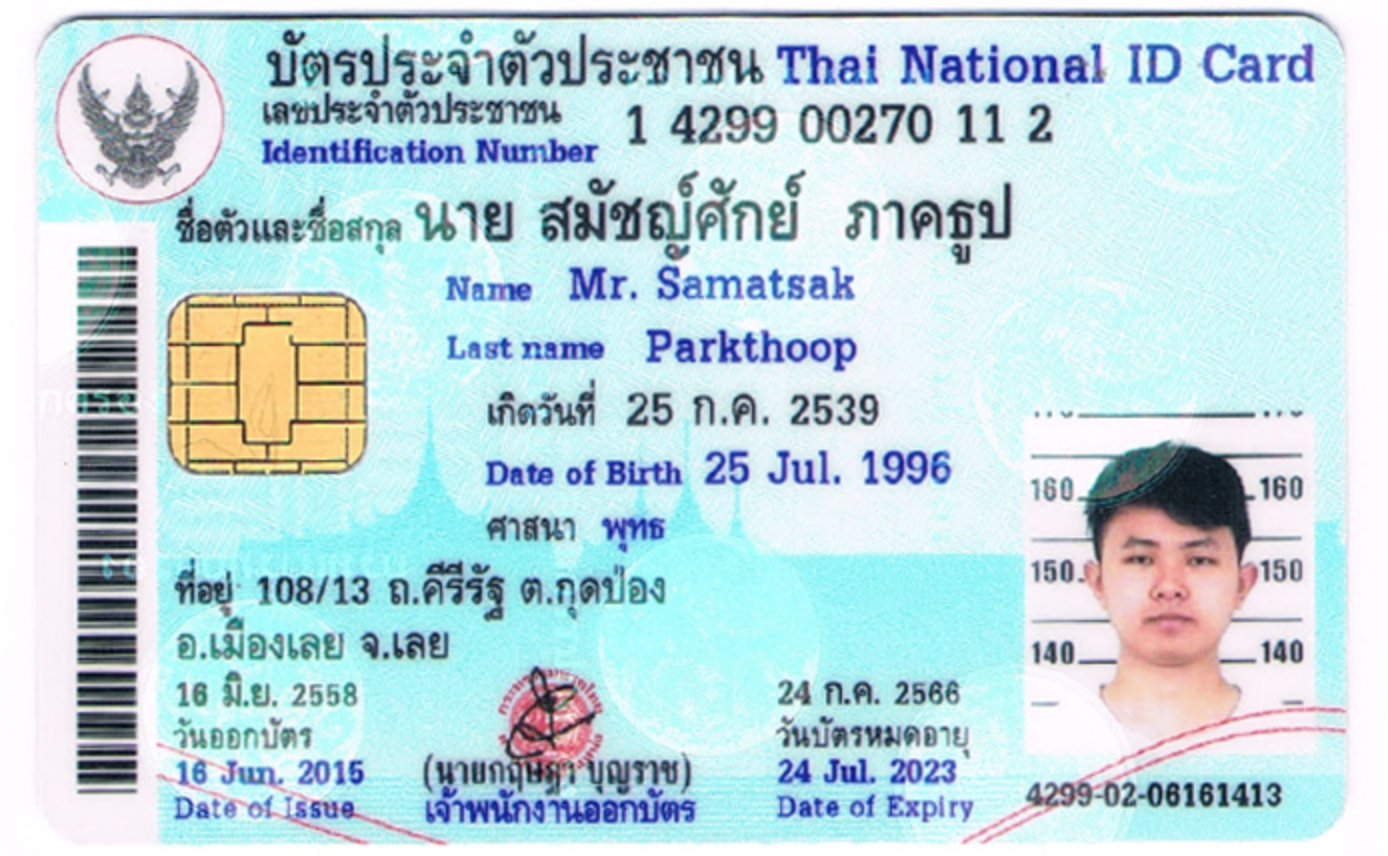 บัตรประจำตัวประชาชน Thai National ID Card
เลขประจำตัวประชาชน
Identification Number 1 4299 00270 11 2
ชื่อตัวและชื่อสกุล นาย สมัชญ์ศักย์ ภาคธูป
Name Mr. Samatsak
Last name Parkthoop
เกิดวันที่ 25 ก.ค. 2539
Date of Birth 25 Jul. 1996
ศาสนา พุทธ
ที่อยู่ 108/13 ถ.คีรีรัฐ ต.กุดป่อง
อ.เมืองเลย จ.เลย
160 160
150 150
140 140
16 มิ.ย. 2558
วันออกบัตร
16 Jun. 2015
Date of Issue
(นายกฤษฎา บุญราช)
เจ้าพนักงานออกบัตร
24 ก.ค. 2566
วันบัตรหมดอายุ
24 Jul. 2023
Date of Expiry
4299-02-06161413